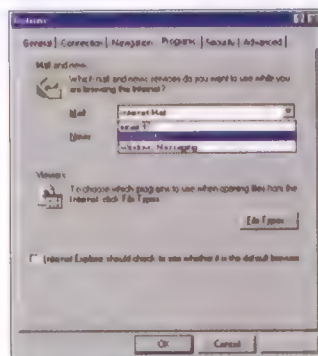 General | Connection | Navigation | Programs | Security | Advanced
Mail and news
Which mail and news services do you want to use while you
are browsing the Internet?
Mail: Internet Mail
News:
Windows Messaging
Viewers
To choose which programs to use when opening files from the
Internet, click File Types.
File Types
Internet Explorer should check to see whether it is the default browser
OK Cancel